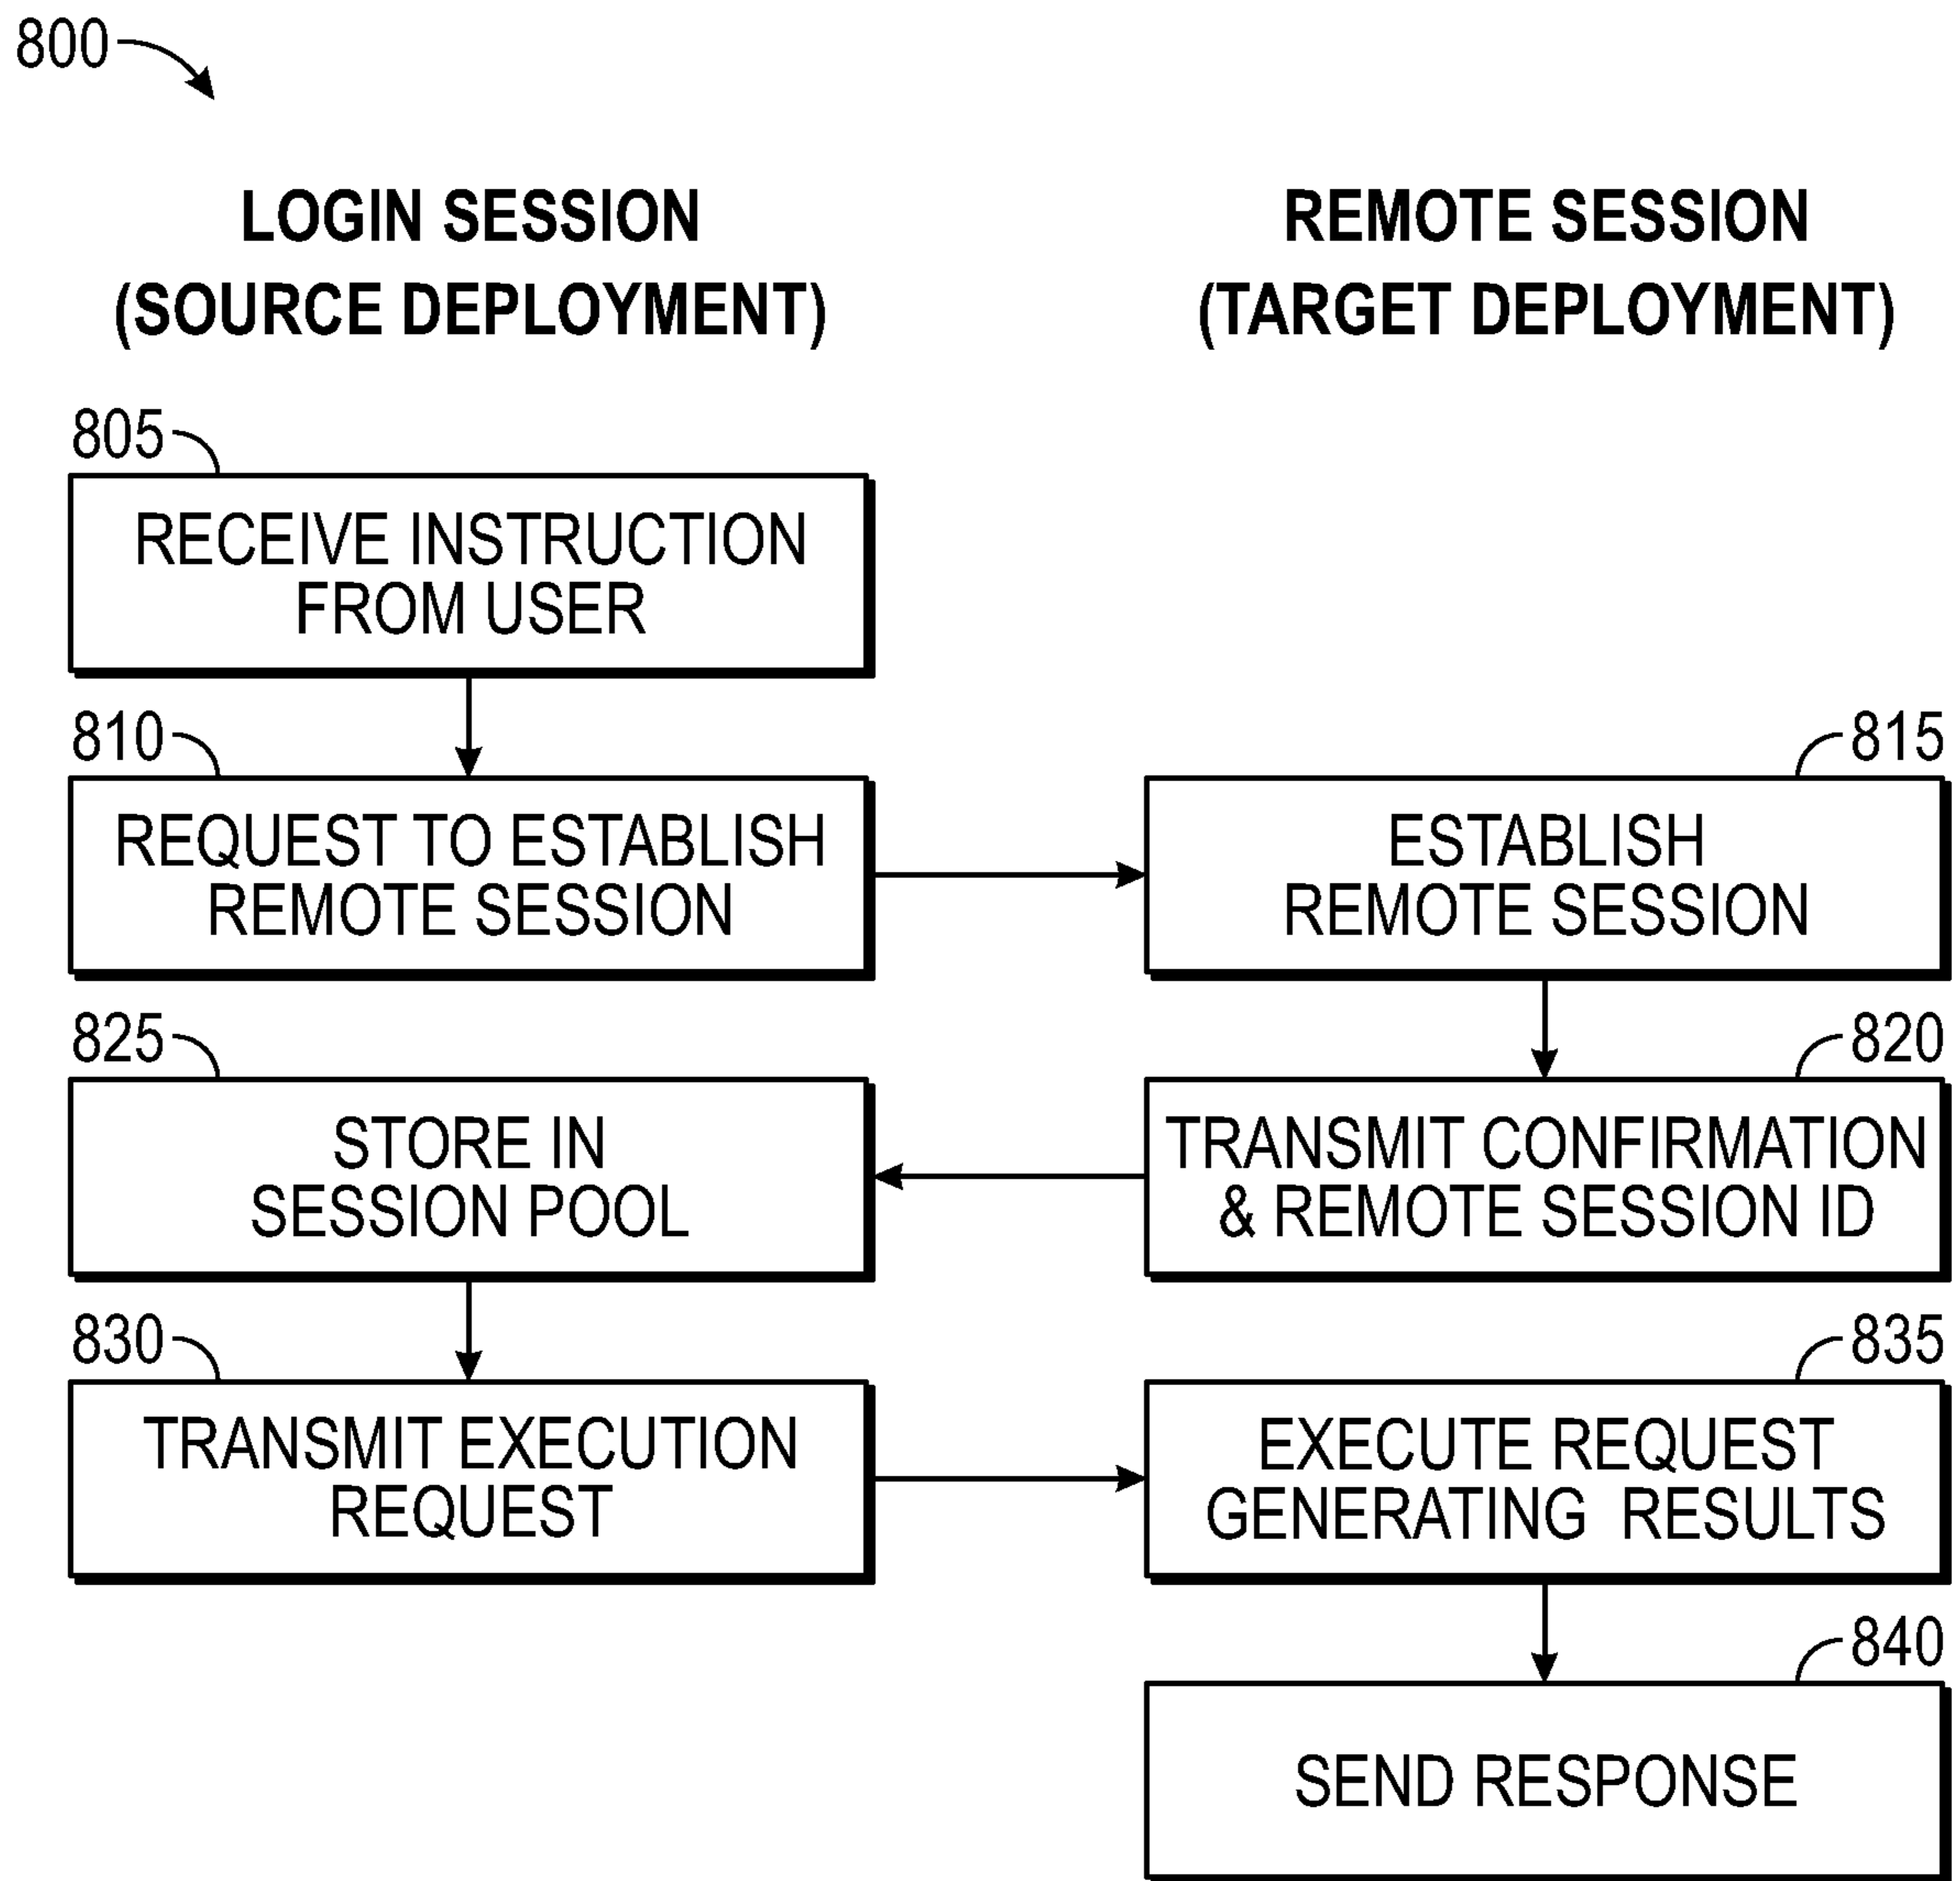 800
LOGIN SESSION
(SOURCE DEPLOYMENT)
REMOTE SESSION
(TARGET DEPLOYMENT)
805
RECEIVE INSTRUCTION
FROM USER
810
REQUEST TO ESTABLISH
REMOTE SESSION
815
ESTABLISH
REMOTE SESSION
820
TRANSMIT CONFIRMATION
& REMOTE SESSION ID
825
STORE IN
SESSION POOL
830
TRANSMIT EXECUTION
REQUEST
835
EXECUTE REQUEST
GENERATING RESULTS
840
SEND RESPONSE